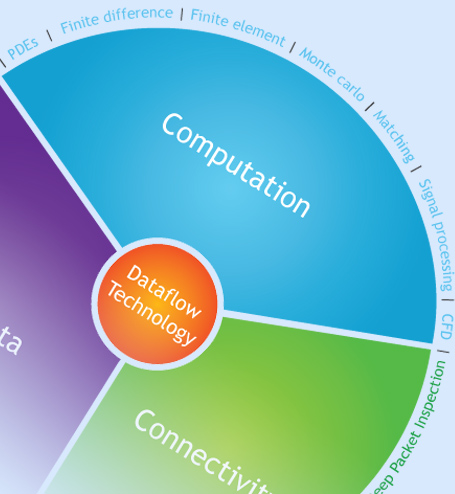 PDEs | Finite difference | Finite element | Monte carlo | Matching | Signal processing | CFD |
Computation
Dataflow
Technology
ta
Connectivit
eep Packet Inspection